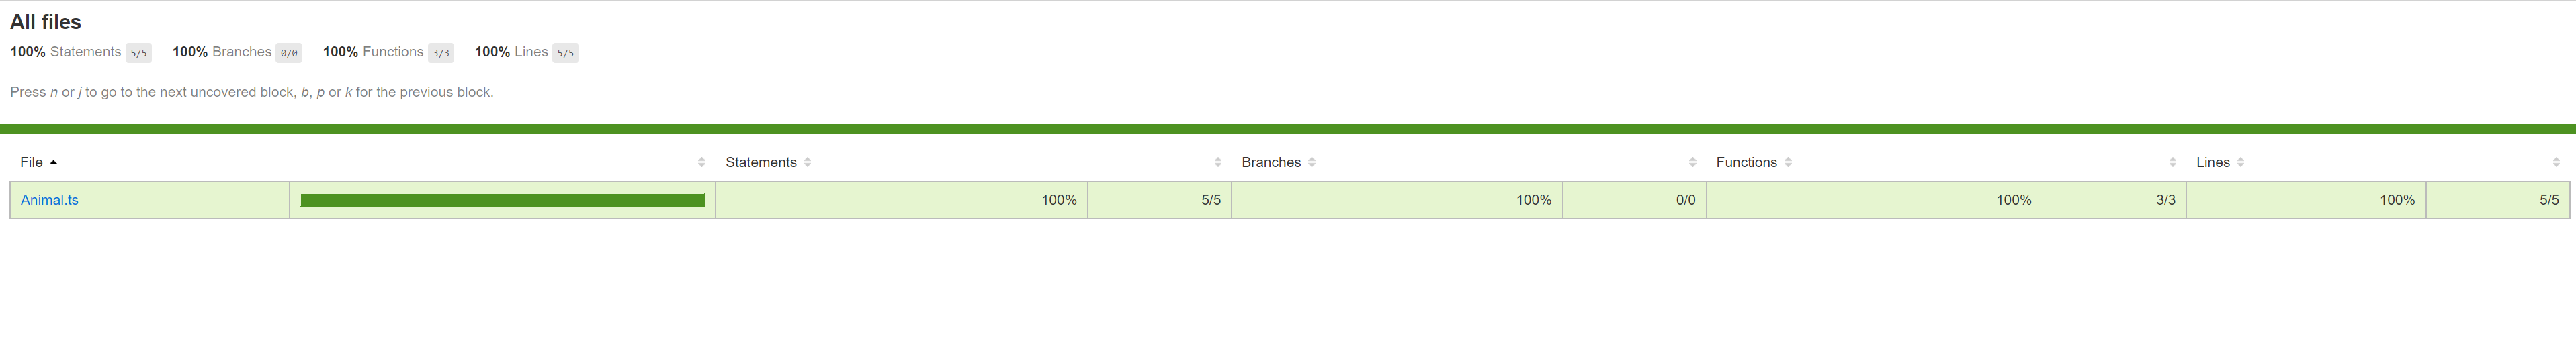 All files
100% Statements 5/5 100% Branches 0/0 100% Functions 3/3 100% Lines 5/5
Press n or j to go to the next uncovered block, b, p or k for the previous block.
File Statements Branches Functions Lines
Animal.ts 100% 5/5 100% 0/0 100% 3/3 100% 5/5